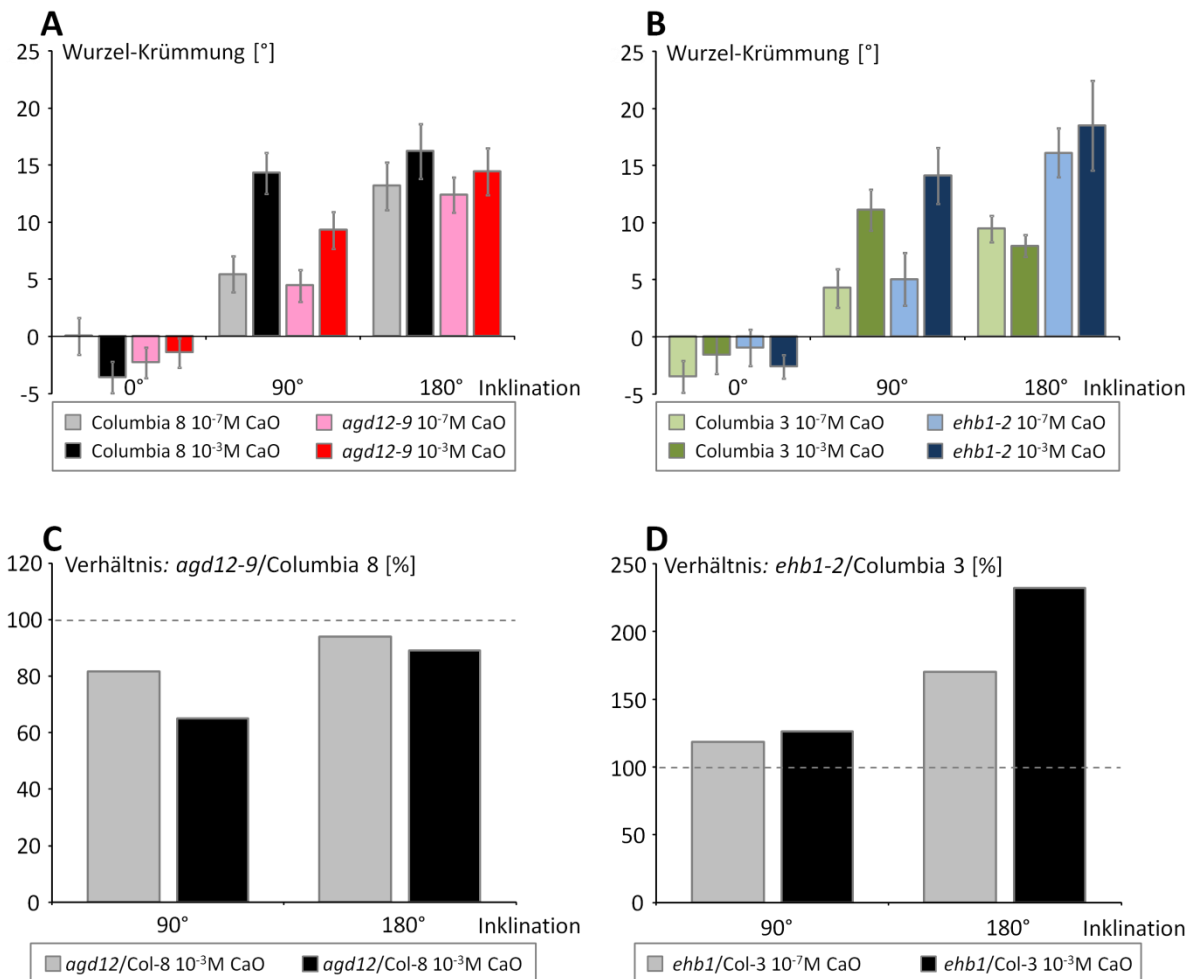 A
Wurzel-Krümmung [°]
25
20
15
10
5
0
-5
0° 90° 180° Inklination
Columbia 8 10⁻⁷M CaO agd12-9 10⁻⁷M CaO
Columbia 8 10⁻³M CaO agd12-9 10⁻³M CaO
B
Wurzel-Krümmung [°]
25
20
15
10
5
0
-5
0° 90° 180° Inklination
Columbia 3 10⁻⁷M CaO ehb1-2 10⁻⁷M CaO
Columbia 3 10⁻³M CaO ehb1-2 10⁻³M CaO
C
Verhältnis: agd12-9/Columbia 8 [%]
120
100
80
60
40
20
0
90° 180° Inklination
agd12/Col-8 10⁻³M CaO agd12/Col-8 10⁻³M CaO
D
Verhältnis: ehb1-2/Columbia 3 [%]
250
200
150
100
50
0
90° 180° Inklination
ehb1/Col-3 10⁻⁷M CaO ehb1/Col-3 10⁻³M CaO